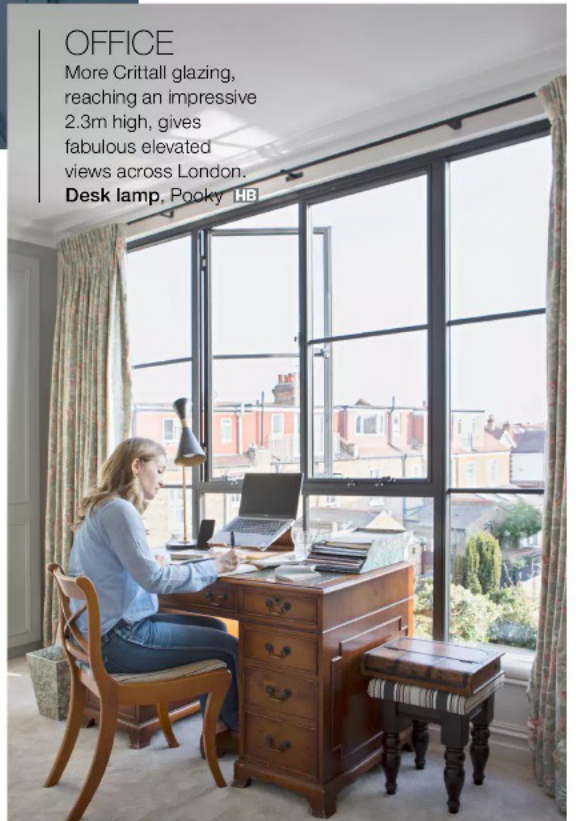 OFFICE
More Crittall glazing,
reaching an impressive
2.3m high, gives
fabulous elevated
views across London.
Desk lamp, Pooky HB